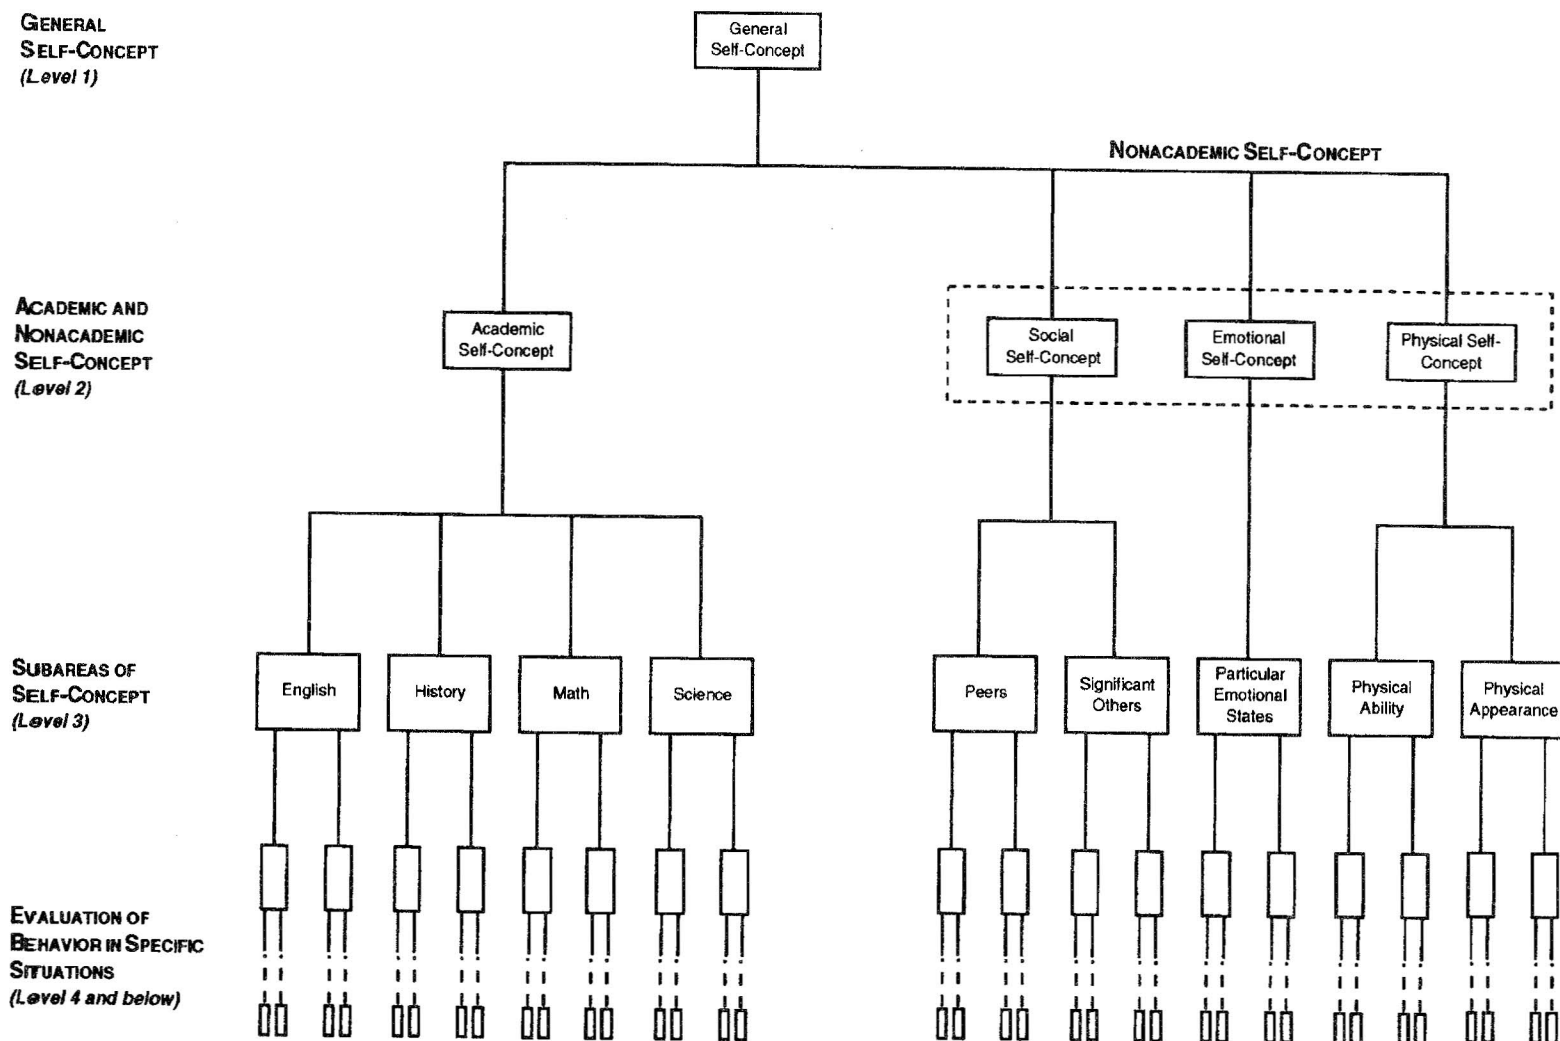 GENERAL
SELF-CONCEPT
(Level 1)
General
Self-Concept
NONACADEMIC SELF-CONCEPT
ACADEMIC AND
NONACADEMIC
SELF-CONCEPT
(Level 2)
Academic
Self-Concept
Social
Self-Concept
Emotional
Self-Concept
Physical Self-
Concept
SUBAREAS OF
SELF-CONCEPT
(Level 3)
English
History
Math
Science
Peers
Significant
Others
Particular
Emotional
States
Physical
Ability
Physical
Appearance
EVALUATION OF
BEHAVIOR IN SPECIFIC
SITUATIONS
(Level 4 and below)